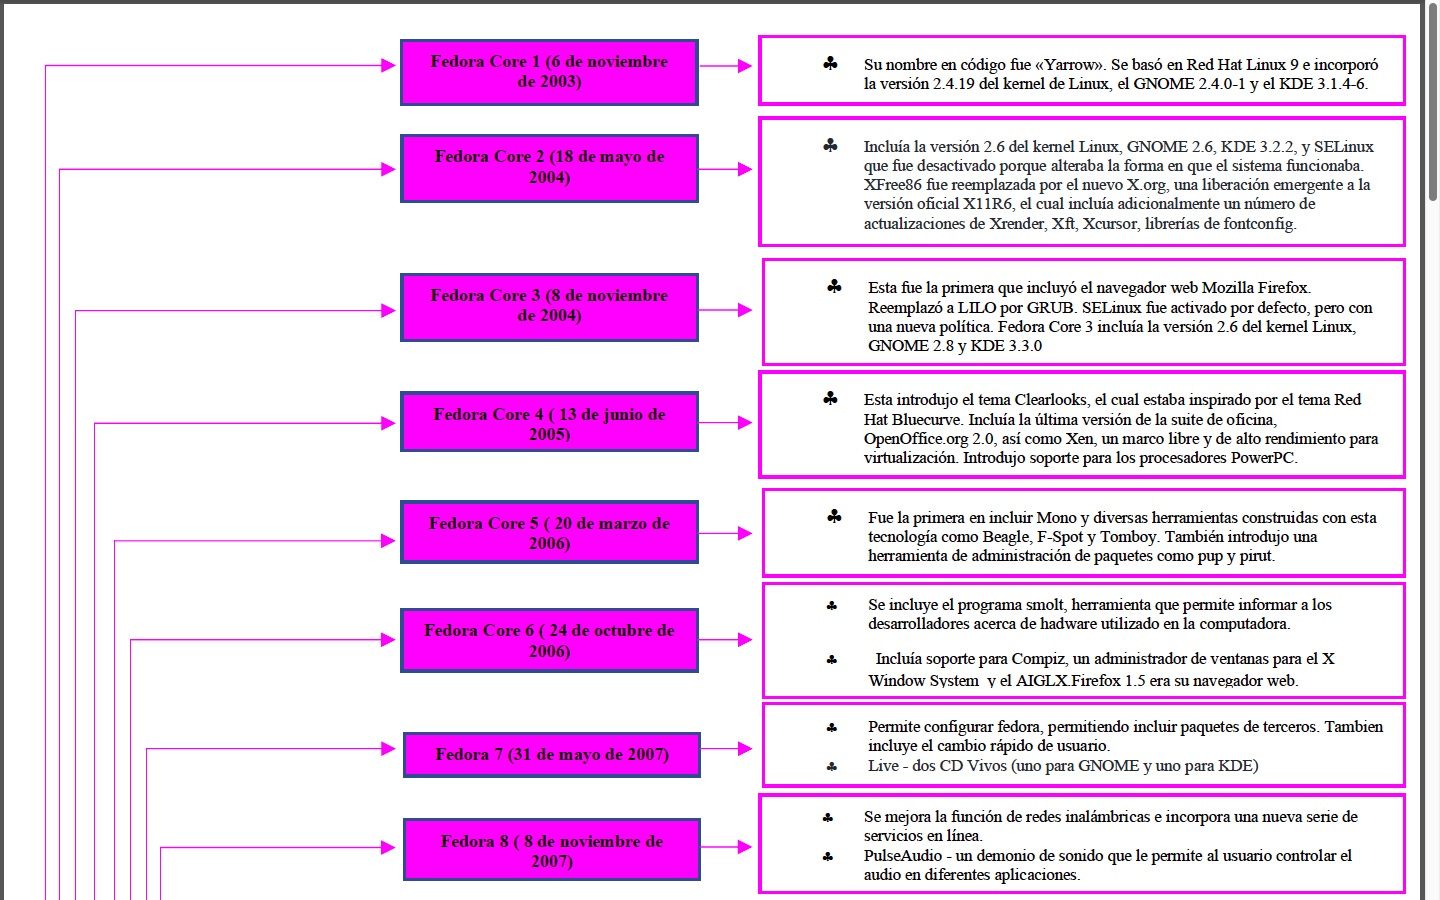 Fedora Core 1 (6 de noviembre
de 2003)
♣ Su nombre en código fue «Yarrow». Se basó en Red Hat Linux 9 e incorporó
la versión 2.4.19 del kernel de Linux, el GNOME 2.4.0-1 y el KDE 3.1.4-6.
Fedora Core 2 (18 de mayo de
2004)
♣ Incluía la versión 2.6 del kernel Linux, GNOME 2.6, KDE 3.2.2, y SELinux
que fue desactivado porque alteraba la forma en que el sistema funcionaba.
XFree86 fue reemplazada por el nuevo X.org, una liberación emergente a la
versión oficial X11R6, el cual incluía adicionalmente un número de
actualizaciones de Xrender, Xft, Xcursor, librerías de fontconfig.
Fedora Core 3 (8 de noviembre
de 2004)
♣ Esta fue la primera que incluyó el navegador web Mozilla Firefox.
Reemplazó a LILO por GRUB. SELinux fue activado por defecto, pero con
una nueva política. Fedora Core 3 incluía la versión 2.6 del kernel Linux,
GNOME 2.8 y KDE 3.3.0
Fedora Core 4 ( 13 de junio de
2005)
♣ Esta introdujo el tema Clearlooks, el cual estaba inspirado por el tema Red
Hat Bluecurve. Incluía la última versión de la suite de oficina,
OpenOffice.org 2.0, así como Xen, un marco libre y de alto rendimiento para
virtualización. Introdujo soporte para los procesadores PowerPC.
Fedora Core 5 ( 20 de marzo de
2006)
♣ Fue la primera en incluir Mono y diversas herramientas construidas con esta
tecnología como Beagle, F-Spot y Tomboy. También introdujo una
herramienta de administración de paquetes como pup y pirut.
Fedora Core 6 ( 24 de octubre de
2006)
♣ Se incluye el programa smolt, herramienta que permite informar a los
desarrolladores acerca de hadware utilizado en la computadora.
♣ Incluía soporte para Compiz, un administrador de ventanas para el X
Window System y el AIGLX.Firefox 1.5 era su navegador web.
Fedora 7 (31 de mayo de 2007)
♣ Permite configurar fedora, permitiendo incluir paquetes de terceros. Tambien
incluye el cambio rápido de usuario.
♣ Live - dos CD Vivos (uno para GNOME y uno para KDE)
Fedora 8 ( 8 de noviembre de
2007)
♣ Se mejora la función de redes inalámbricas e incorpora una nueva serie de
servicios en línea.
♣ PulseAudio - un demonio de sonido que le permite al usuario controlar el
audio en diferentes aplicaciones.